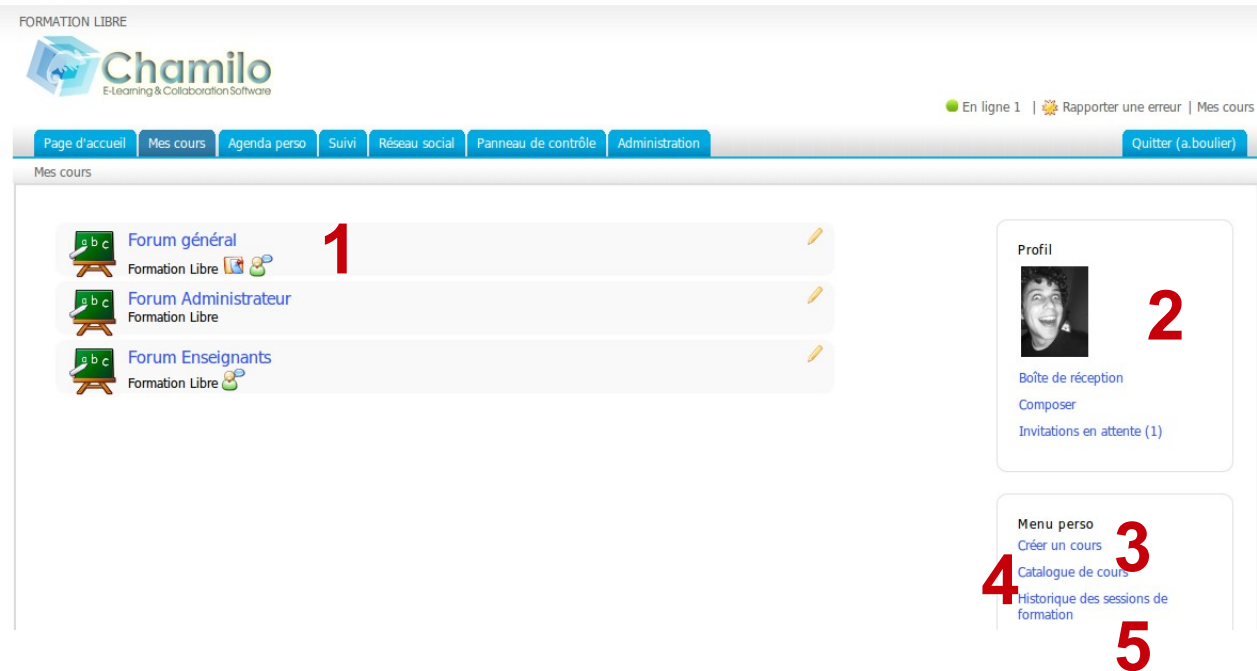 FORMATION LIBRE
Chamilo
E-Learning & Collaboration Software
En ligne 1 | Rapporter une erreur | Mes cours
Page d'accueil Mes cours Agenda perso Suivi Réseau social Panneau de contrôle Administration Quitter (a.boulier)
Mes cours
a b c
Forum général
Formation Libre
1
a b c
Forum Administrateur
Formation Libre
a b c
Forum Enseignants
Formation Libre
Profil
2
Boîte de réception
Composer
Invitations en attente (1)
Menu perso
Créer un cours
3
Catalogue de cours
4
Historique des sessions de
formation
5